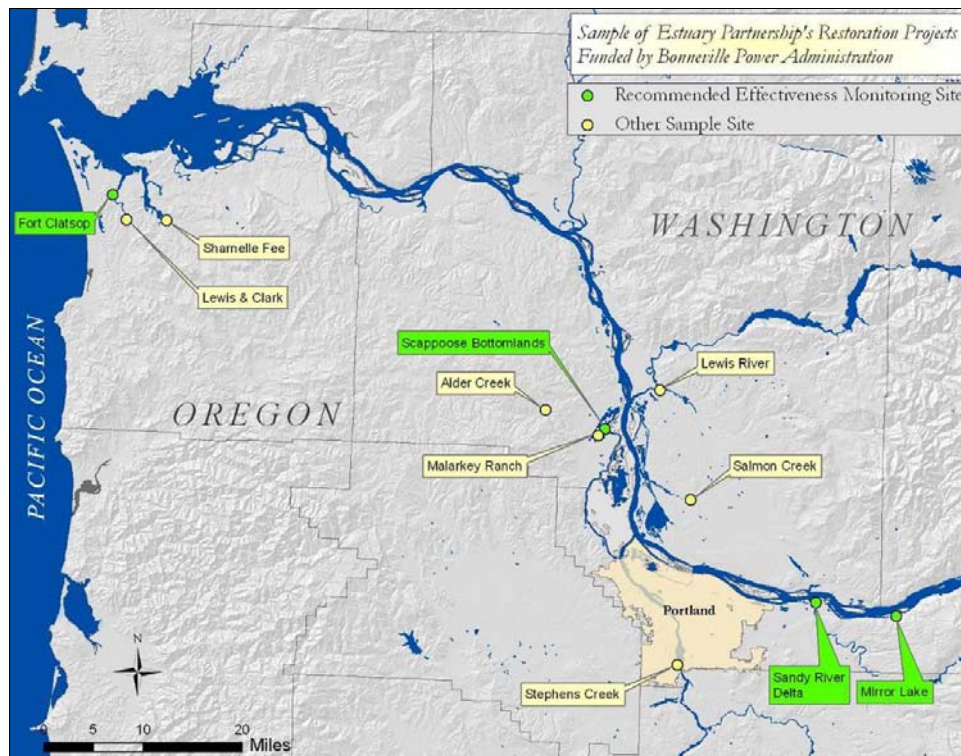 Sample of Estuary Partnership's Restoration Projects
Funded by Bonneville Power Administration
Recommended Effectiveness Monitoring Site
Other Sample Site
WASHINGTON
Fort Clatsop
Sharnelle Fee
Lewis & Clark
PACIFIC OCEAN
OREGON
Scappoose Bottomlands
Lewis River
Alder Creek
Malarkey Ranch
Salmon Creek
Portland
Stephens Creek
Sandy River
Delta
Mirror Lake
N
0 5 10 20
Miles